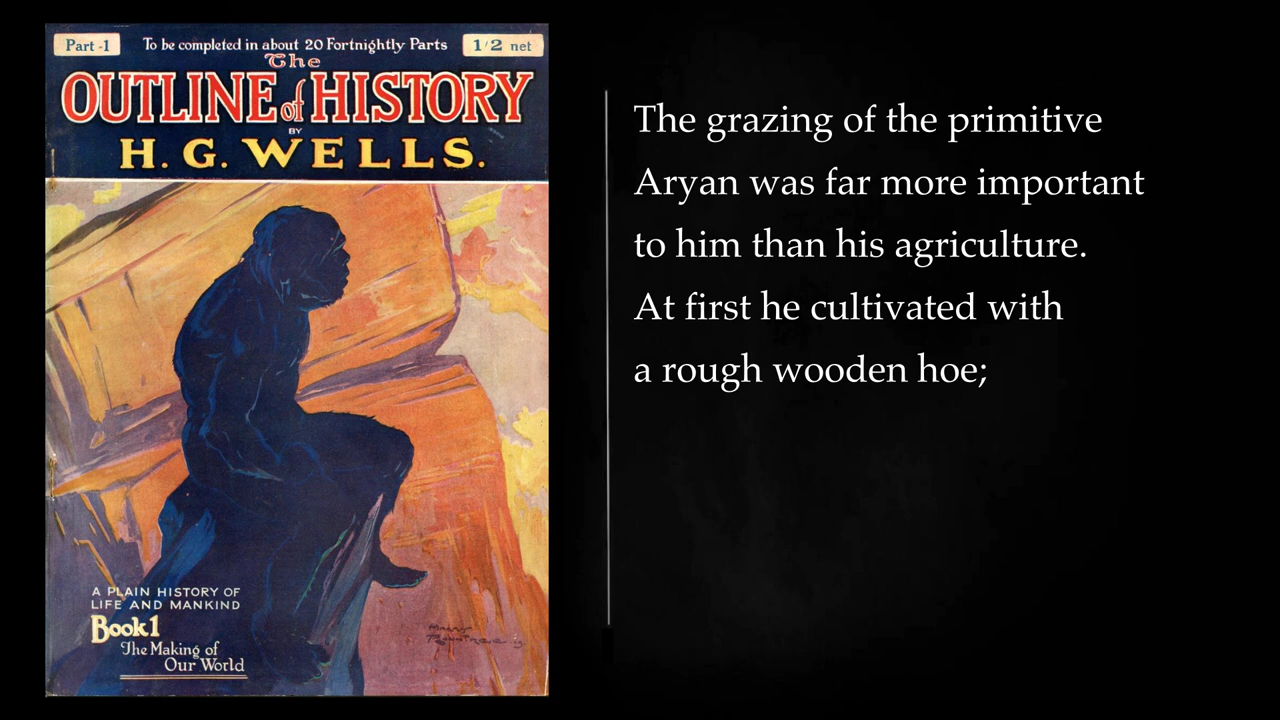 Part -1
To be completed in about 20 Fortnightly Parts
1/2 net
The
OUTLINE of HISTORY
BY
H. G. WELLS.
A PLAIN HISTORY OF
LIFE AND MANKIND
Book 1
The Making of
Our World
The grazing of the primitive
Aryan was far more important
to him than his agriculture.
At first he cultivated with
a rough wooden hoe;